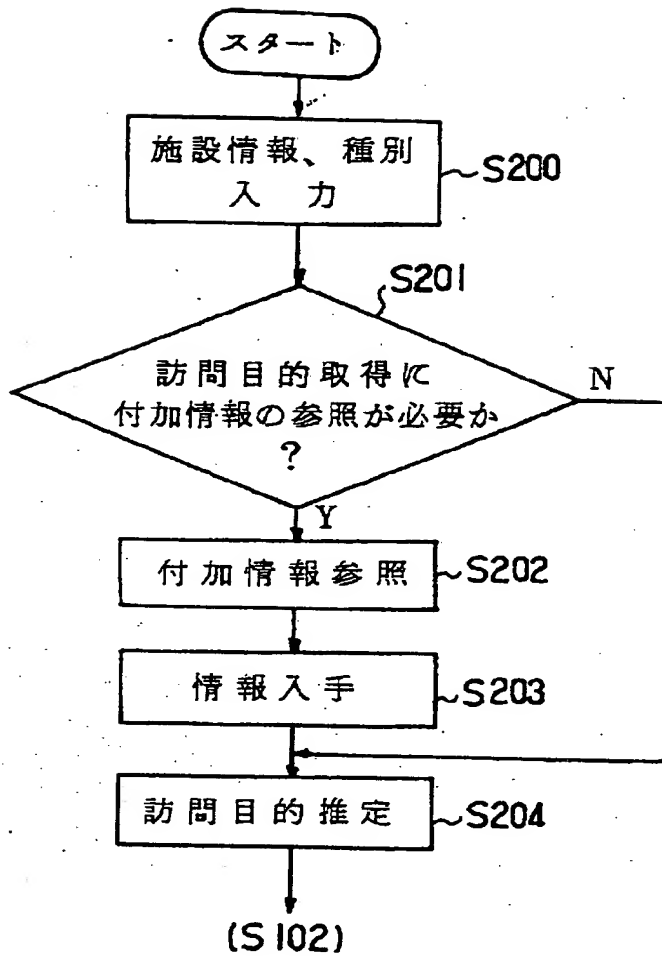 スタート
施設情報、種別
入力
S200
S201
訪問目的取得に
付加情報の参照が必要か
?
N
Y
付加情報参照
S202
情報入手
S203
訪問目的推定
S204
(S102)